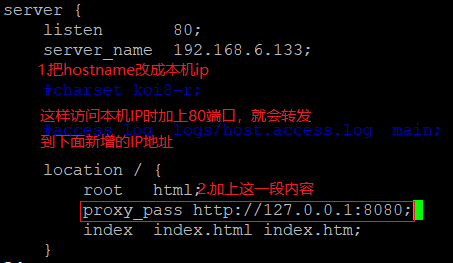 server {
listen 80;
server_name 192.168.6.133;
1.把hostname改成本机ip
#charset koi8-r;
这样访问本机IP时加上80端口，就会转发
#access_log logs/host.access.log main;
到下面新增的IP地址
location / {
root html;
2.加上这一段内容
proxy_pass http://127.0.0.1:8080;
index index.html index.htm;
}